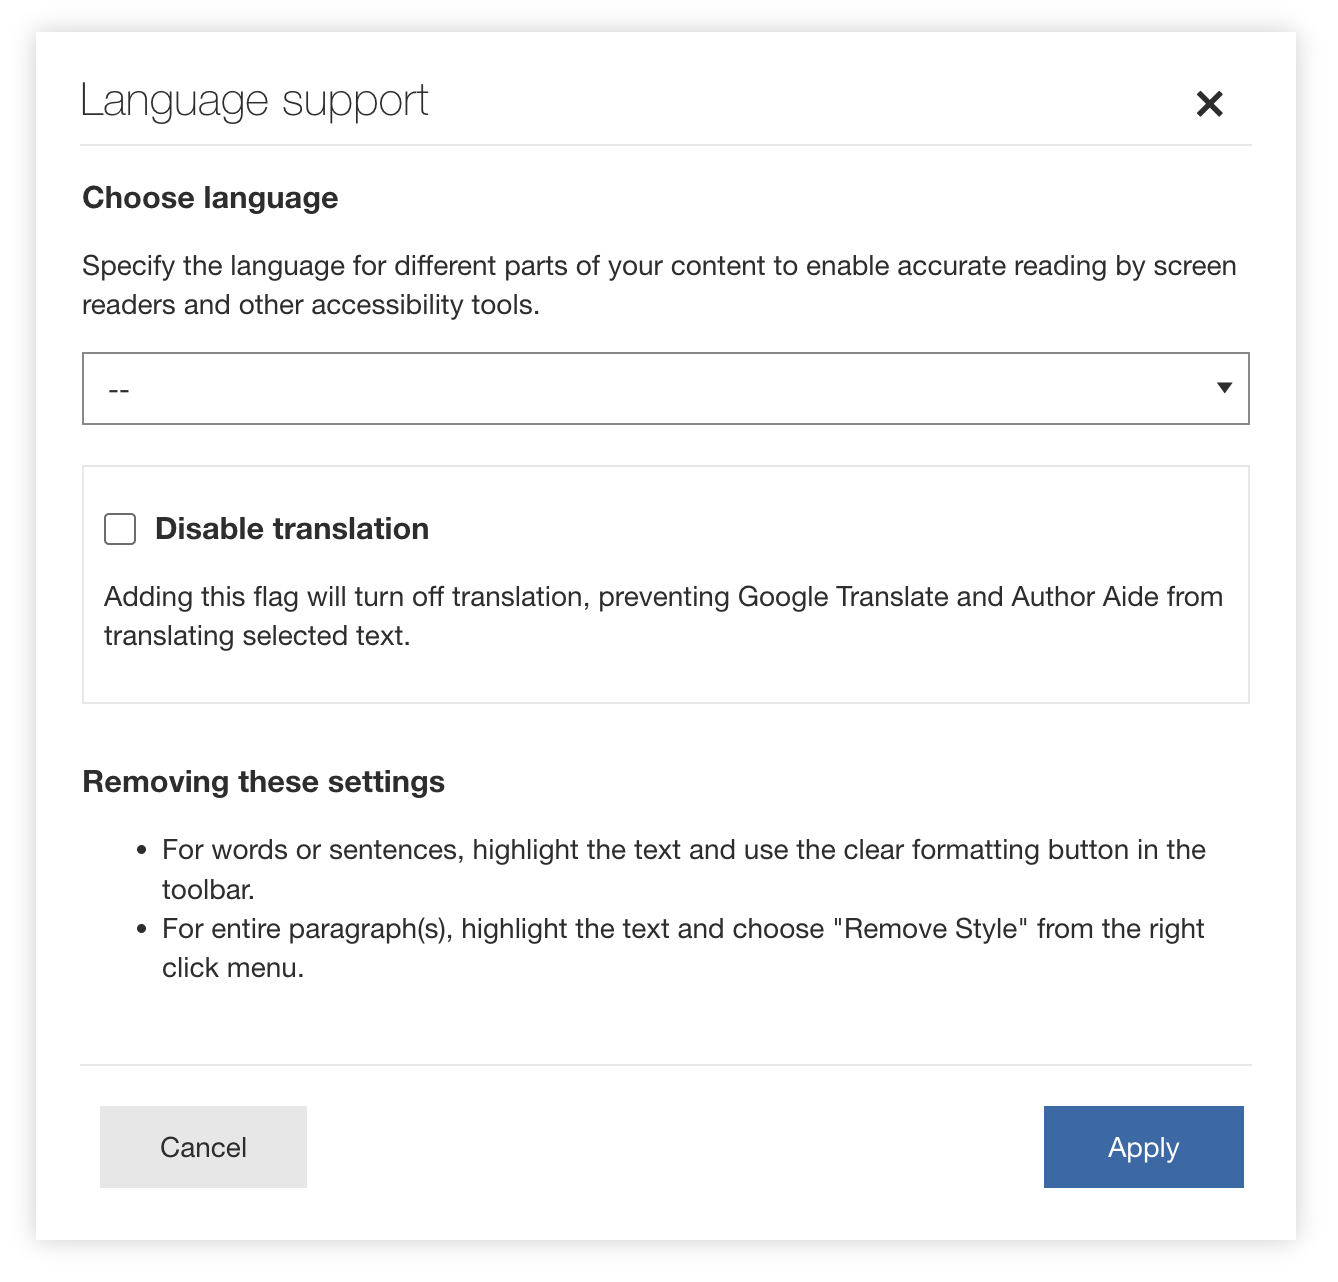 Language support
Choose language
Specify the language for different parts of your content to enable accurate reading by screen
readers and other accessibility tools.
--
Disable translation
Adding this flag will turn off translation, preventing Google Translate and Author Aide from
translating selected text.
Removing these settings
• For words or sentences, highlight the text and use the clear formatting button in the
toolbar.
• For entire paragraph(s), highlight the text and choose "Remove Style" from the right
click menu.
Cancel
Apply